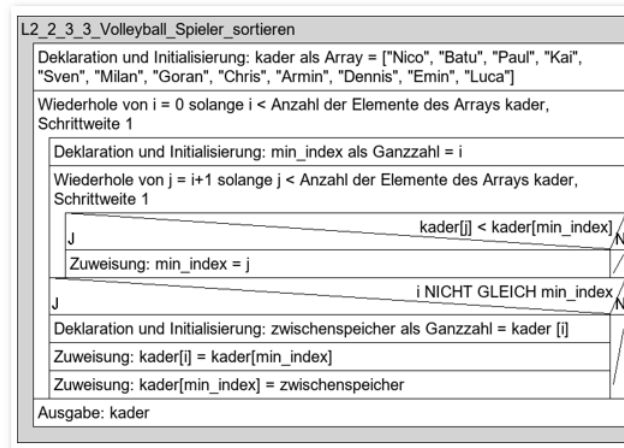 L2_2_3_3_Volleyball_Spieler_sortieren
Deklaration und Initialisierung: kader als Array = ["Nico", "Batu", "Paul", "Kai",
"Sven", "Milan", "Goran", "Chris", "Armin", "Dennis", "Emin", "Luca"]
Wiederhole von i = 0 solange i < Anzahl der Elemente des Arrays kader,
Schrittweite 1
Deklaration und Initialisierung: min_index als Ganzzahl = i
Wiederhole von j = i+1 solange j < Anzahl der Elemente des Arrays kader,
Schrittweite 1
kader[j] < kader[min_index]
J N
Zuweisung: min_index = j
i NICHT GLEICH min_index
J N
Deklaration und Initialisierung: zwischenspeicher als Ganzzahl = kader [i]
Zuweisung: kader[i] = kader[min_index]
Zuweisung: kader[min_index] = zwischenspeicher
Ausgabe: kader